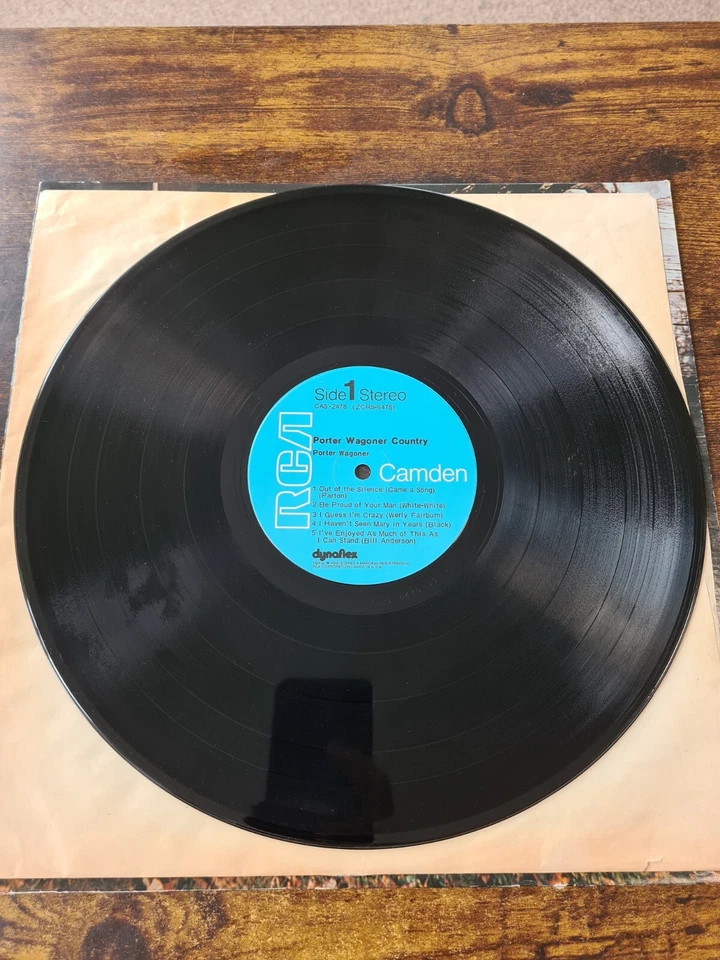 Side 1 Stereo
CAS-2478
RCA
Porter Wagoner Country
Porter Wagoner
Camden
1 Out of the Silence (Came a Song)
(Parton)
2 Be Proud of Your Man (White-White)
3 I Guess I'm Crazy (Werly Fairburn)
4 I Haven't Seen Mary in Years (Black)
5 I've Enjoyed As Much of This As
I Can Stand (Bill Anderson)
dynaflex